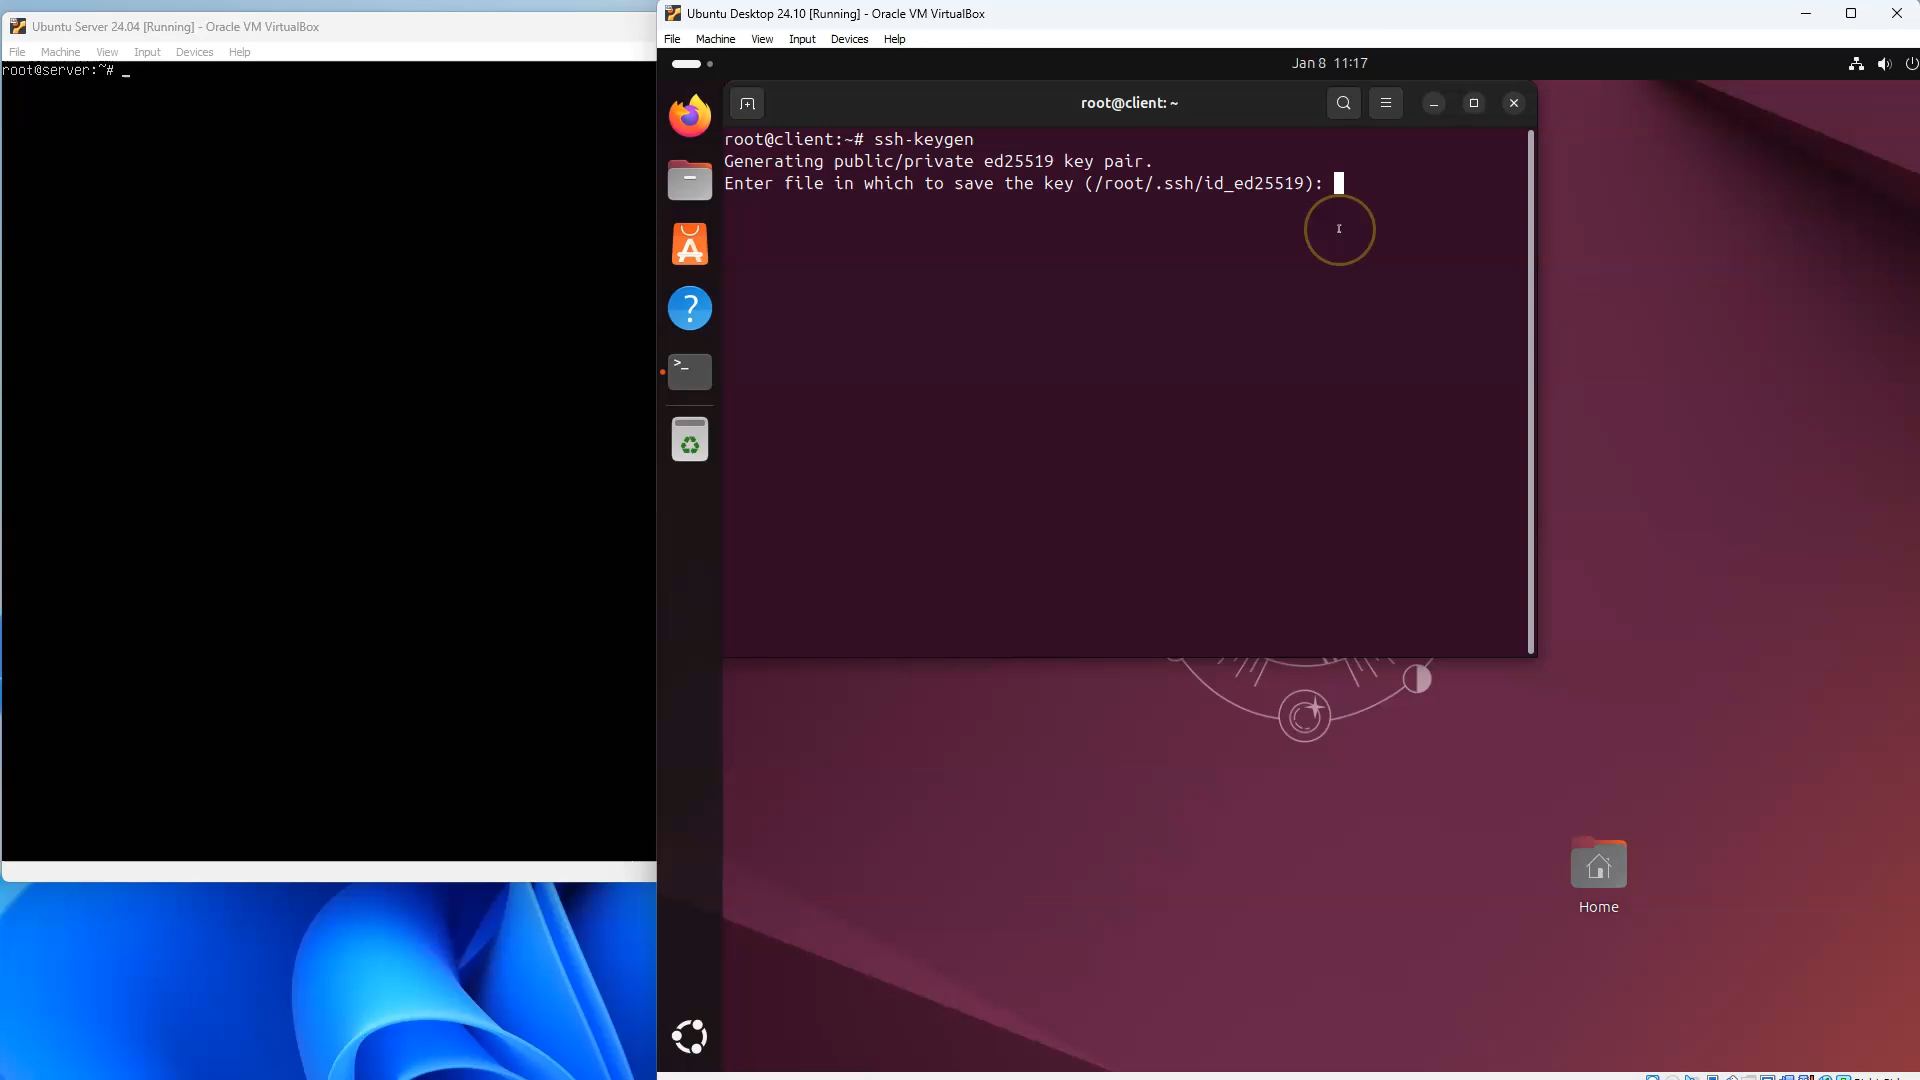 Ubuntu Server 24.04 [Running] - Oracle VM VirtualBox
File Machine View Input Devices Help
root@server:~# _
Ubuntu Desktop 24.10 [Running] - Oracle VM VirtualBox
File Machine View Input Devices Help
Jan 8 11:17
root@client: ~
root@client:~# ssh-keygen
Generating public/private ed25519 key pair.
Enter file in which to save the key (/root/.ssh/id_ed25519):
Home